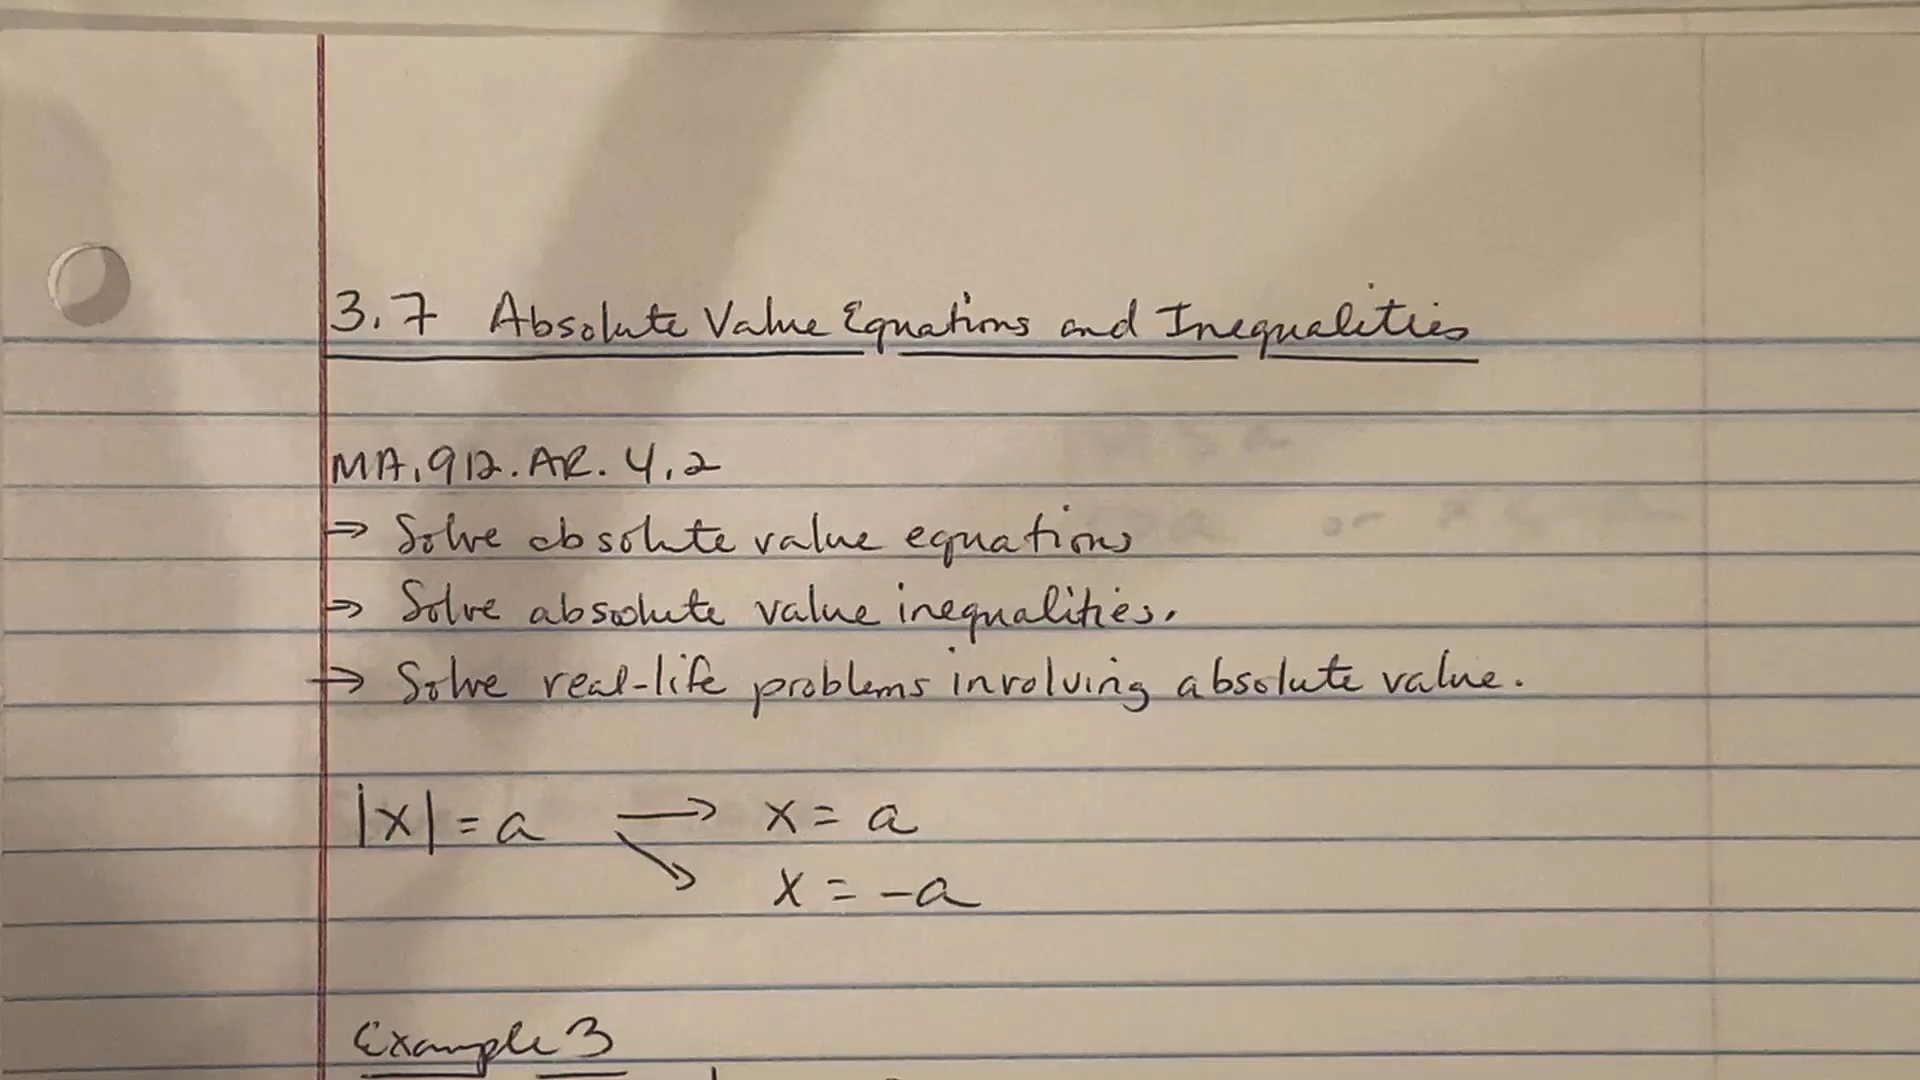 3.7 Absolute Value Equations and Inequalities
MA.912.AR.4.2
→ Solve absolute value equations
→ Solve absolute value inequalities.
→ Solve real-life problems involving absolute value.
|x| = a → x = a
↘ x = -a
Example 3